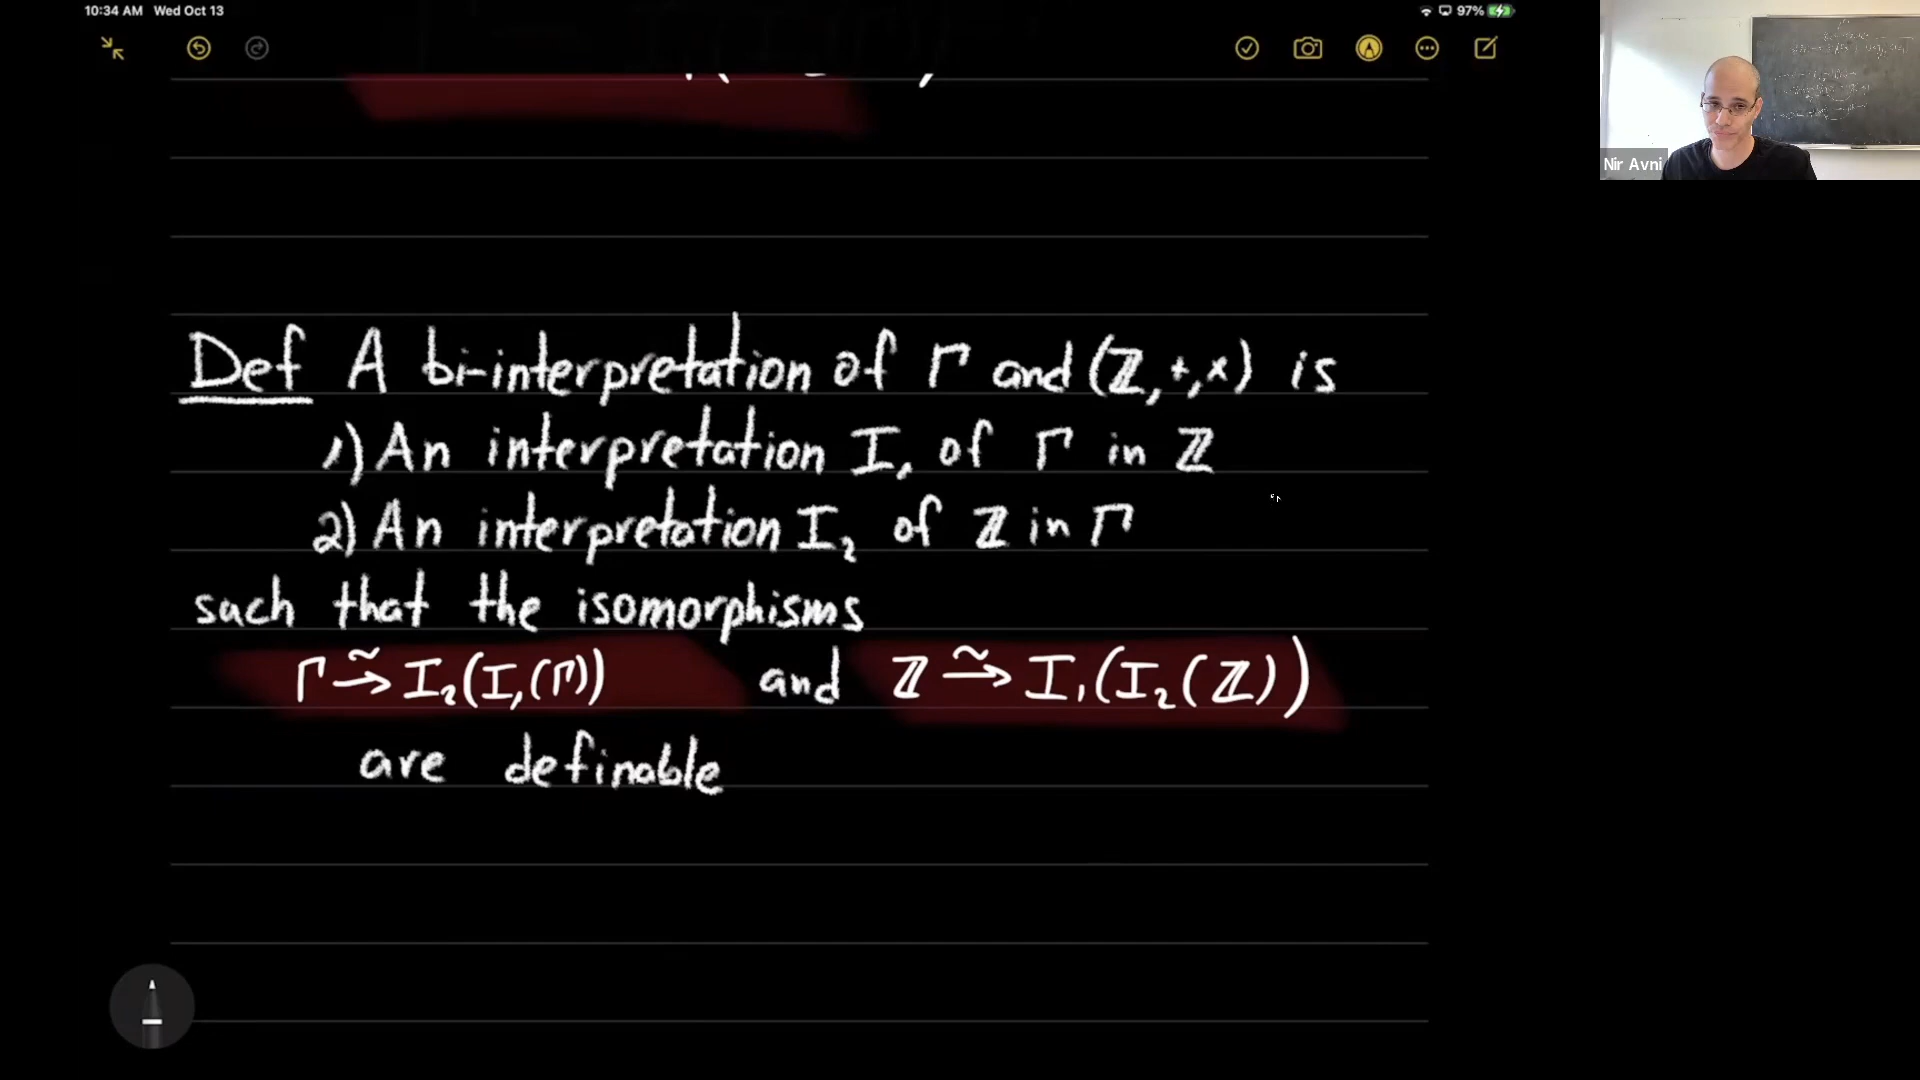 10:34 AM Wed Oct 13
97%
Nir Avni
Def A bi-interpretation of Γ and (ℤ,+,×) is
1) An interpretation I₁ of Γ in ℤ
2) An interpretation I₂ of ℤ in Γ
such that the isomorphisms
Γ ⥲ I₂(I₁(Γ)) and ℤ ⥲ I₁(I₂(ℤ))
are definable